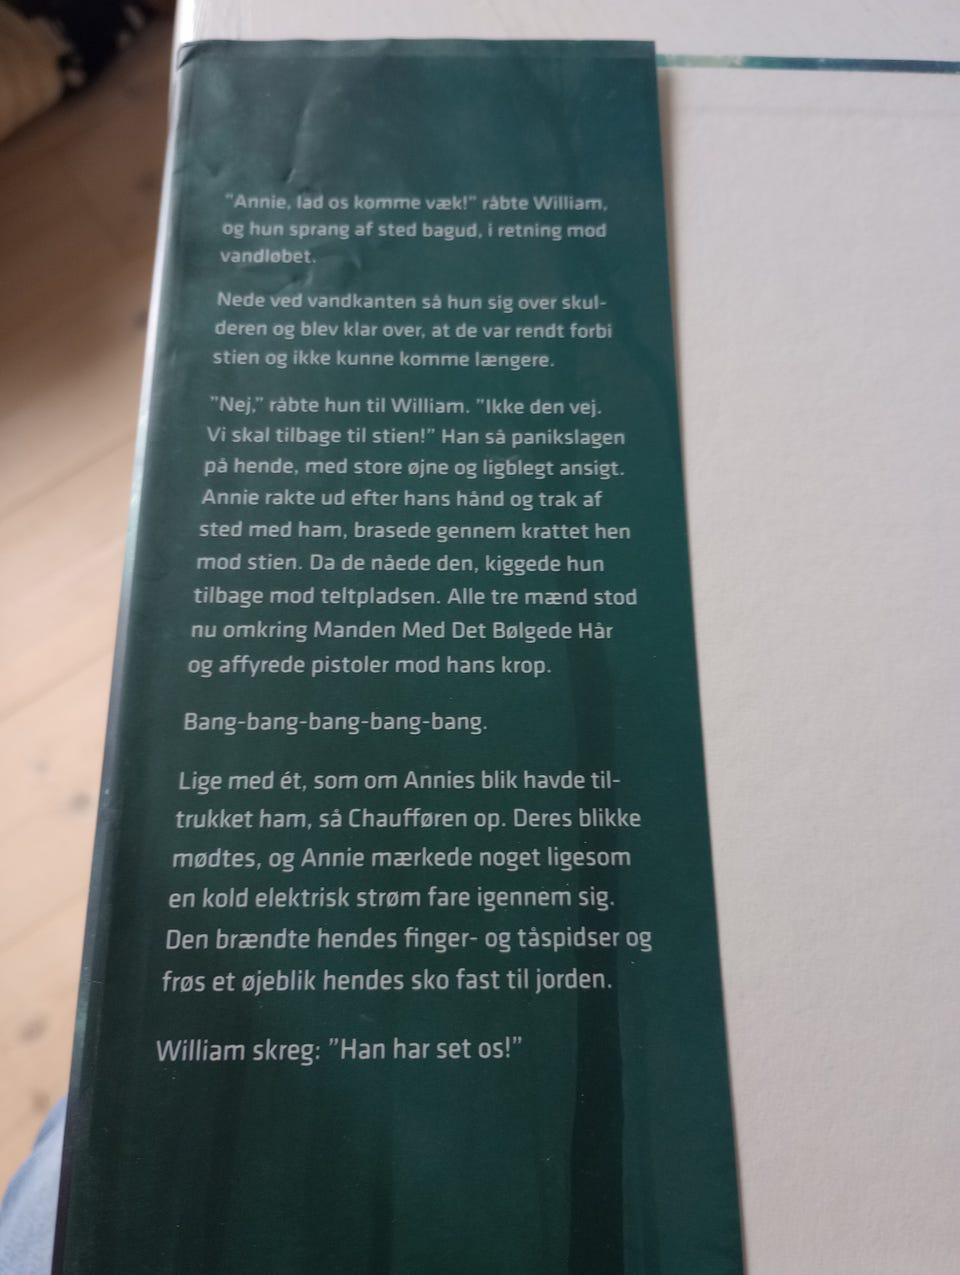 "Annie, lad os komme væk!" råbte William,
og hun sprang af sted bagud, i retning mod
vandløbet.
Nede ved vandkanten så hun sig over skul-
deren og blev klar over, at de var rendt forbi
stien og ikke kunne komme længere.
"Nej," råbte hun til William. "Ikke den vej.
Vi skal tilbage til stien!" Han så panikslagen
på hende, med store øjne og ligblegt ansigt.
Annie rakte ud efter hans hånd og trak af
sted med ham, brasede gennem krattet hen
mod stien. Da de nåede den, kiggede hun
tilbage mod teltpladsen. Alle tre mænd stod
nu omkring Manden Med Det Bølgede Hår
og affyrede pistoler mod hans krop.
Bang-bang-bang-bang-bang.
Lige med ét, som om Annies blik havde til-
trukket ham, så Chaufføren op. Deres blikke
mødtes, og Annie mærkede noget ligesom
en kold elektrisk strøm fare igennem sig.
Den brændte hendes finger- og tåspidser og
frøs et øjeblik hendes sko fast til jorden.
William skreg: "Han har set os!"